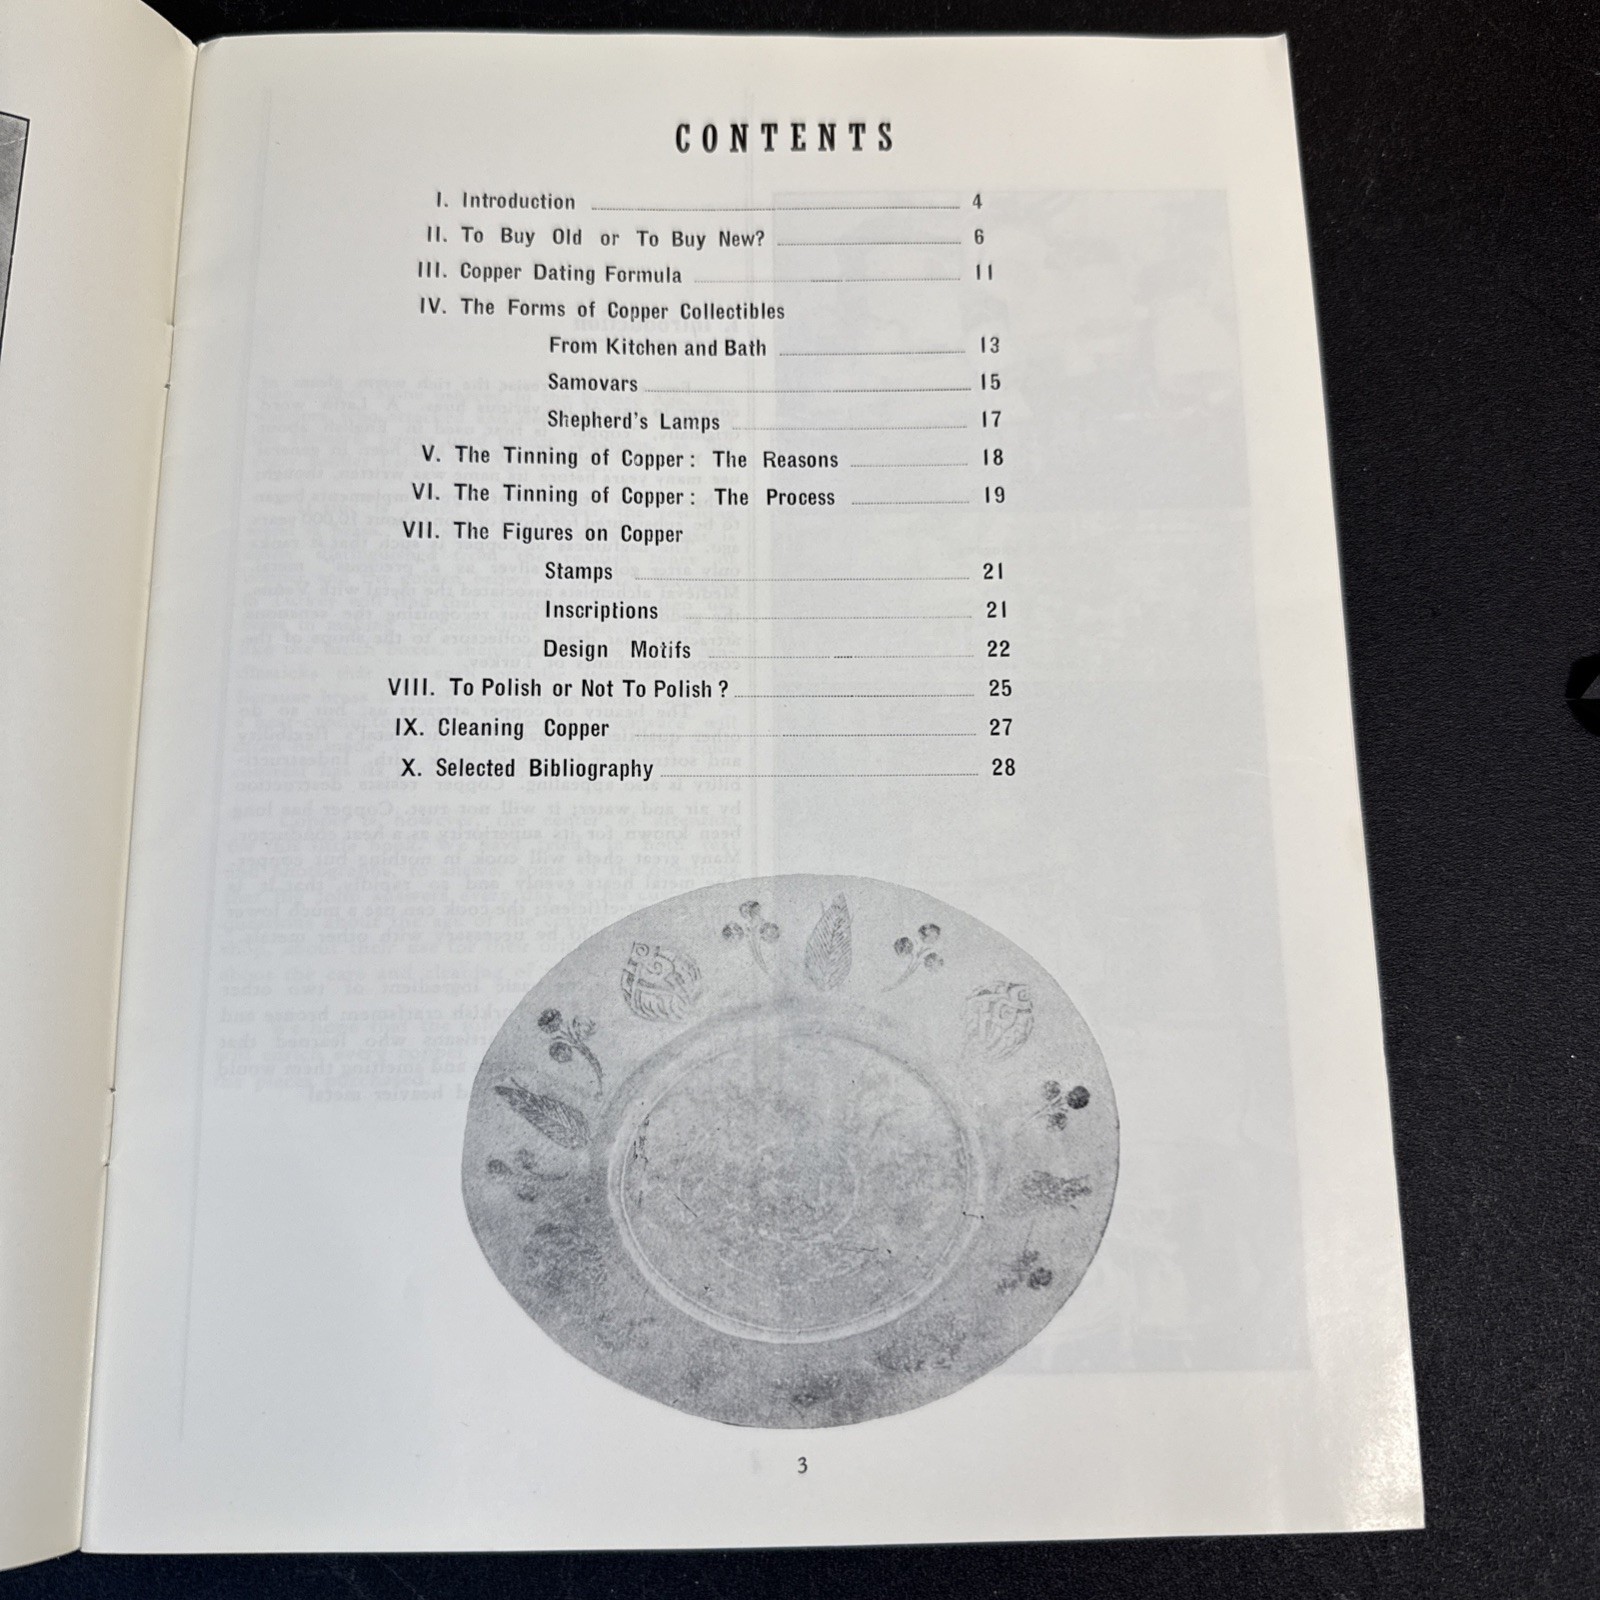 CONTENTS
I. Introduction 4
II. To Buy Old or To Buy New? 6
III. Copper Dating Formula 11
IV. The Forms of Copper Collectibles
From Kitchen and Bath 13
Samovars 15
Shepherd's Lamps 17
V. The Tinning of Copper: The Reasons 18
VI. The Tinning of Copper: The Process 19
VII. The Figures on Copper
Stamps 21
Inscriptions 21
Design Motifs 22
VIII. To Polish or Not To Polish? 25
IX. Cleaning Copper 27
X. Selected Bibliography 28
3